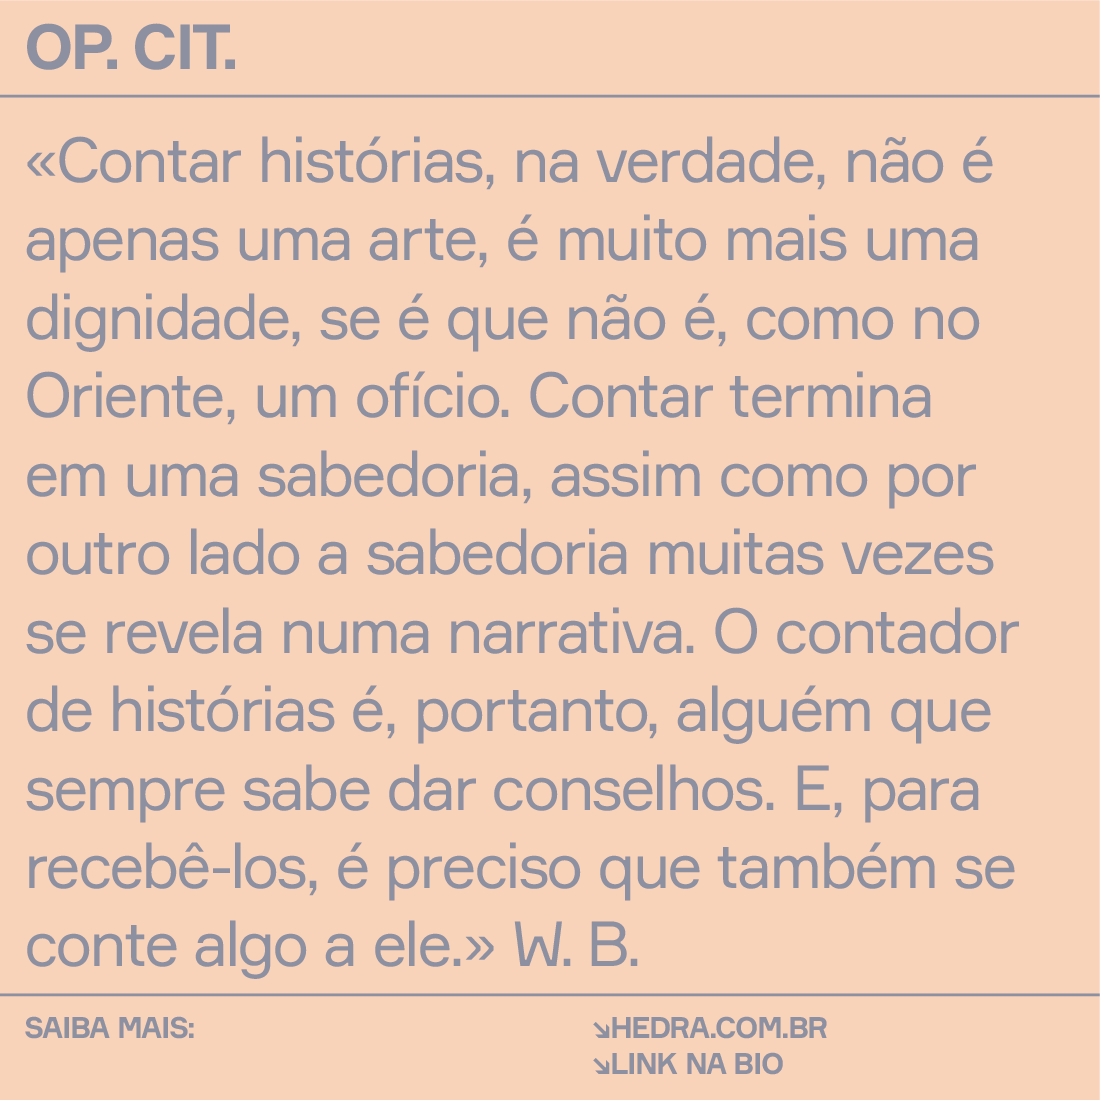 OP. CIT.
«Contar histórias, na verdade, não é
apenas uma arte, é muito mais uma
dignidade, se é que não é, como no
Oriente, um ofício. Contar termina
em uma sabedoria, assim como por
outro lado a sabedoria muitas vezes
se revela numa narrativa. O contador
de histórias é, portanto, alguém que
sempre sabe dar conselhos. E, para
recebê-los, é preciso que também se
conte algo a ele.» W. B.
SAIBA MAIS:
↘HEDRA.COM.BR
↘LINK NA BIO